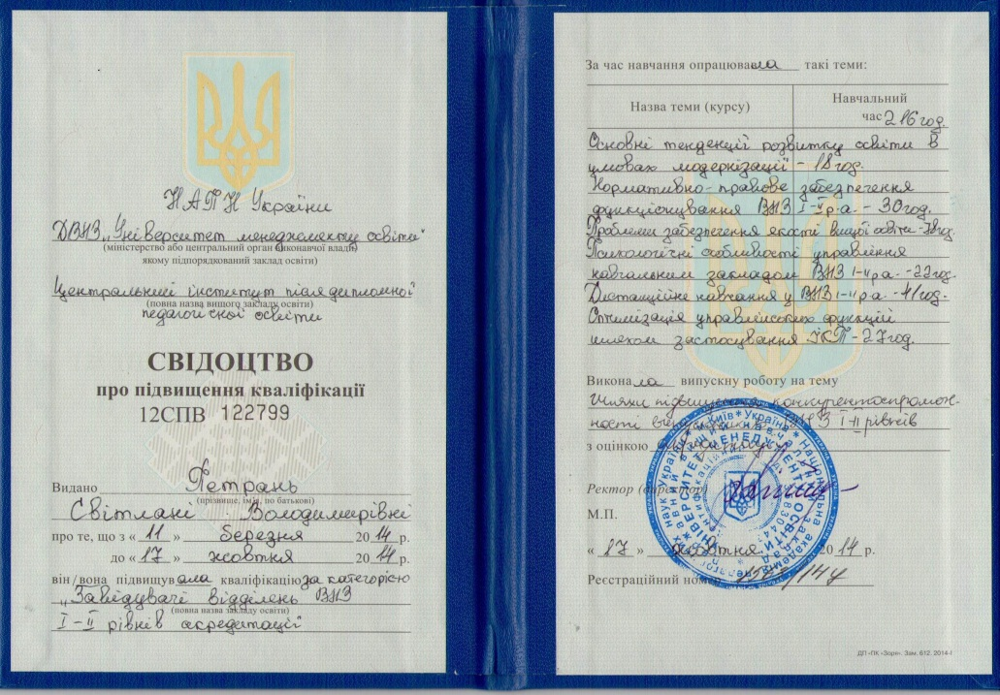 НАПН України
ДВНЗ „Університет менеджменту освіти"
(міністерство або центральний орган виконавчої влади,
якому підпорядкований заклад освіти)
Центральний інститут післядипломної
(повна назва вищого закладу освіти)
педагогічної освіти
СВІДОЦТВО
про підвищення кваліфікації
12СПВ 122799
Видано Петрань
(прізвище, ім'я, по батькові)
Світлані Володимирівні
про те, що з « 11 » березня 2014 р.
до « 17 » жовтня 2014 р.
він/вона підвищувала кваліфікацію за категорією
„Завідувачі відділень ВНЗ
(повна назва закладу освіти)
І-ІІ рівнів акредитації"
За час навчання опрацювала такі теми:
Назва теми (курсу)
Навчальний
час 216 год.
Основні тенденції розвитку освіти в
умовах модернізації - 18 год.
Нормативно-правове забезпечення
функціонування ВНЗ І-ІІ р.а. - 30 год.
Проблеми забезпечення якості вищої освіти -78 год.
Психологічні особливості управління
навчальним закладом ВНЗ І-ІІ р.а. -22 год.
Дистанційне навчання у ВНЗ І-ІІ р.а. -41 год.
Оптимізація управлінських функцій
шляхом застосування ІКТ - 27 год.
Виконала випускну роботу на тему
Шляхи підвищення конкурентоспромож-
ності випускників ВНЗ І-ІІ рівнів
з оцінкою
Ректор (директор)
М.П.
« 17 » жовтня 2014 р.
Реєстраційний номер
ДП «ПК «Зоря». Зам. 612. 2014-І